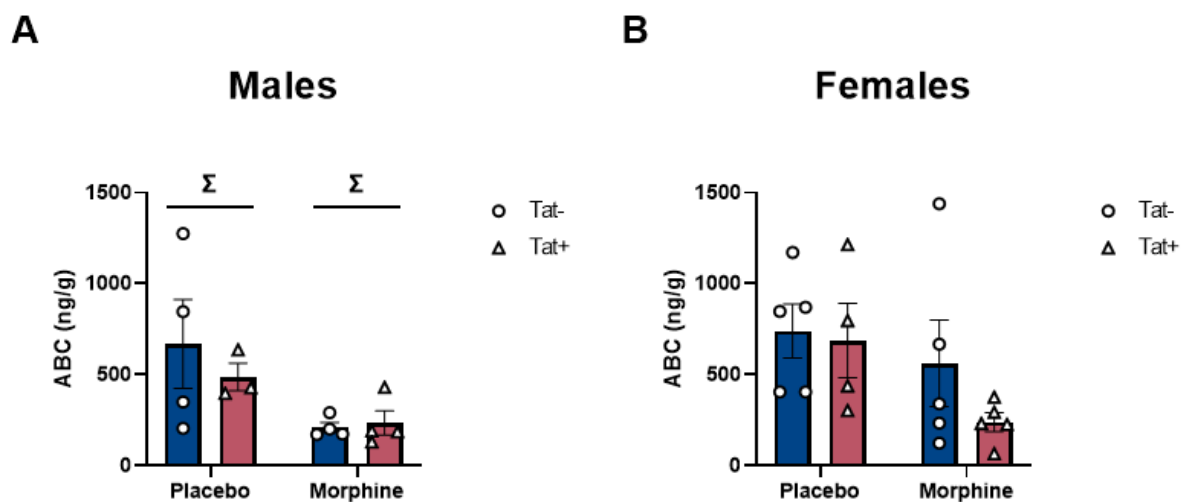 A
Males
Σ
Σ
ABC (ng/g)
1500
1000
500
0
Placebo
Morphine
Tat-
Tat+
B
Females
ABC (ng/g)
1500
1000
500
0
Placebo
Morphine
Tat-
Tat+